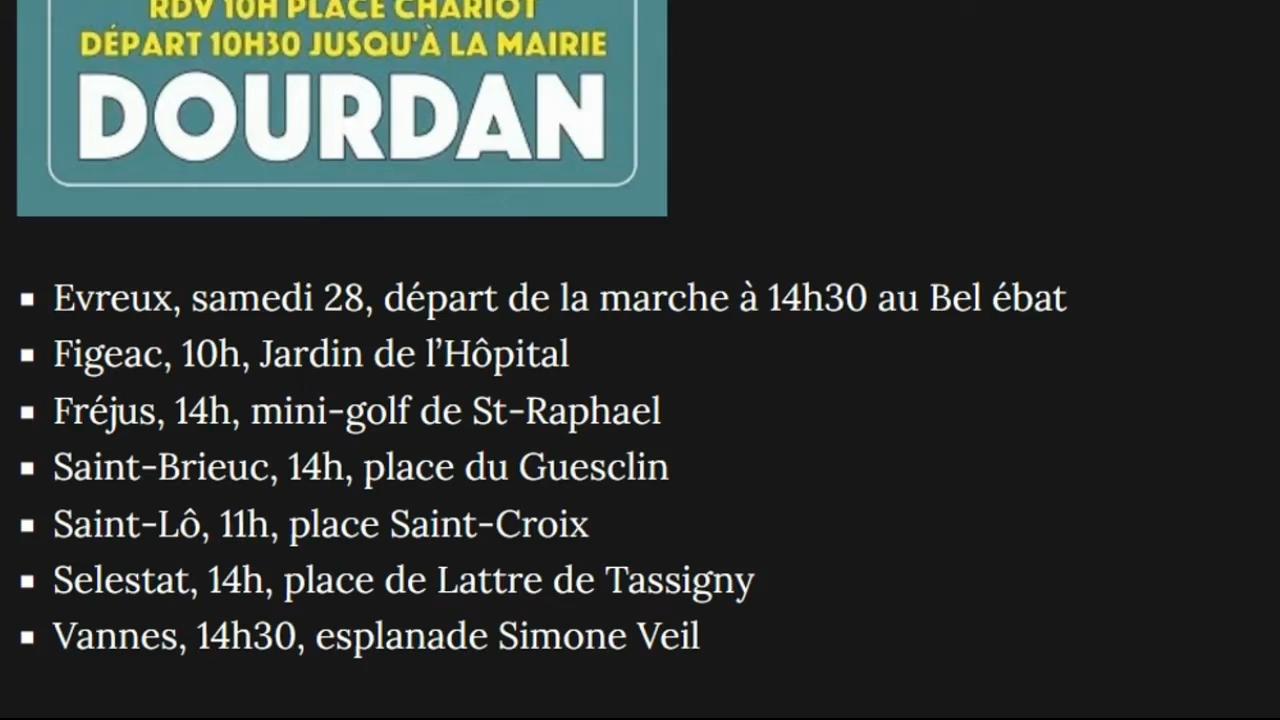 RDV 10H PLACE CHARIOT
DÉPART 10H30 JUSQU'À LA MAIRIE
DOURDAN
Evreux, samedi 28, départ de la marche à 14h30 au Bel ébat
Figeac, 10h, Jardin de l’Hôpital
Fréjus, 14h, mini-golf de St-Raphael
Saint-Brieuc, 14h, place du Guesclin
Saint-Lô, 11h, place Saint-Croix
Selestat, 14h, place de Lattre de Tassigny
Vannes, 14h30, esplanade Simone Veil